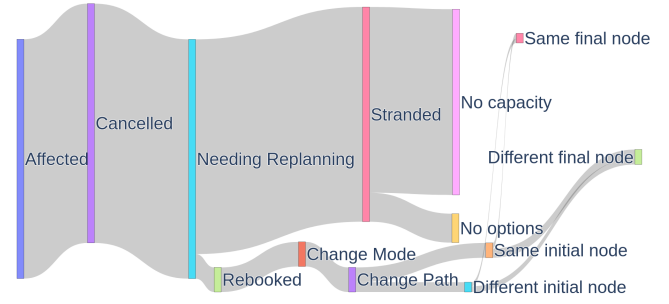 Same final node
No capacity
Stranded
Cancelled
Different final node
Affected
Needing Replanning
No options
Same initial node
Change Mode
Rebooked
Change Path
Different initial node